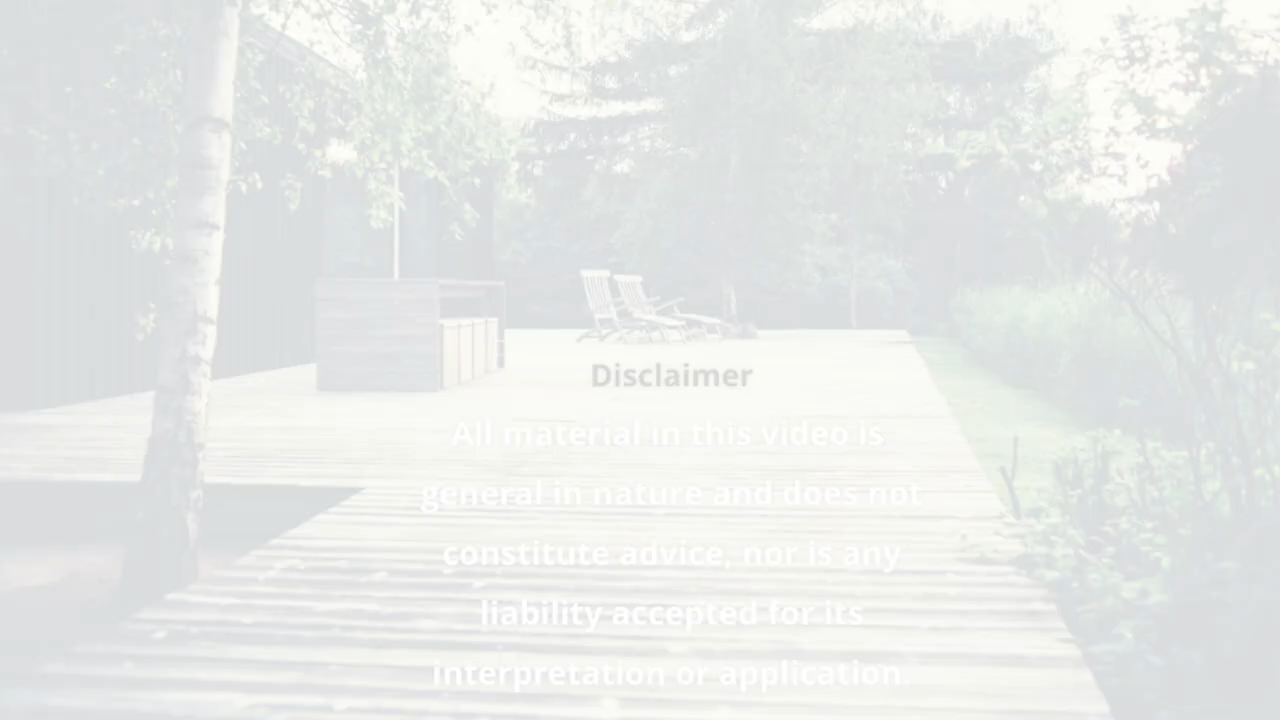 Disclaimer
All material in this video is
general in nature and does not
constitute advice, nor is any
liability accepted for its
interpretation or application.